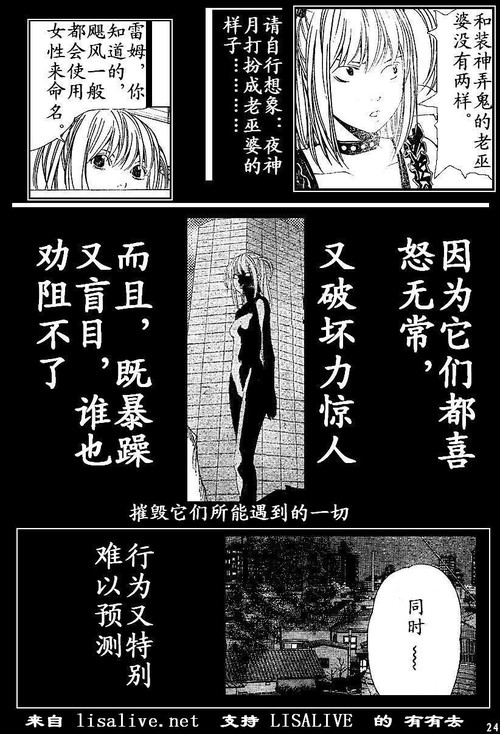 和装神弄鬼的老巫
婆没有两样。
请自行想象：夜神
月打扮成老巫婆的
样子………………
雷姆，你
知道的，
飓风一般
都会使用
女性来命名。
因为它们都喜
怒无常，
又破坏力惊人
而且，既暴躁
又盲目，谁也
劝阻不了
摧毁它们所能遇到的一切
同时～～
行为又特别
难以预测
来自 lisalive.net 支持 LISALIVE 的 有有去
24